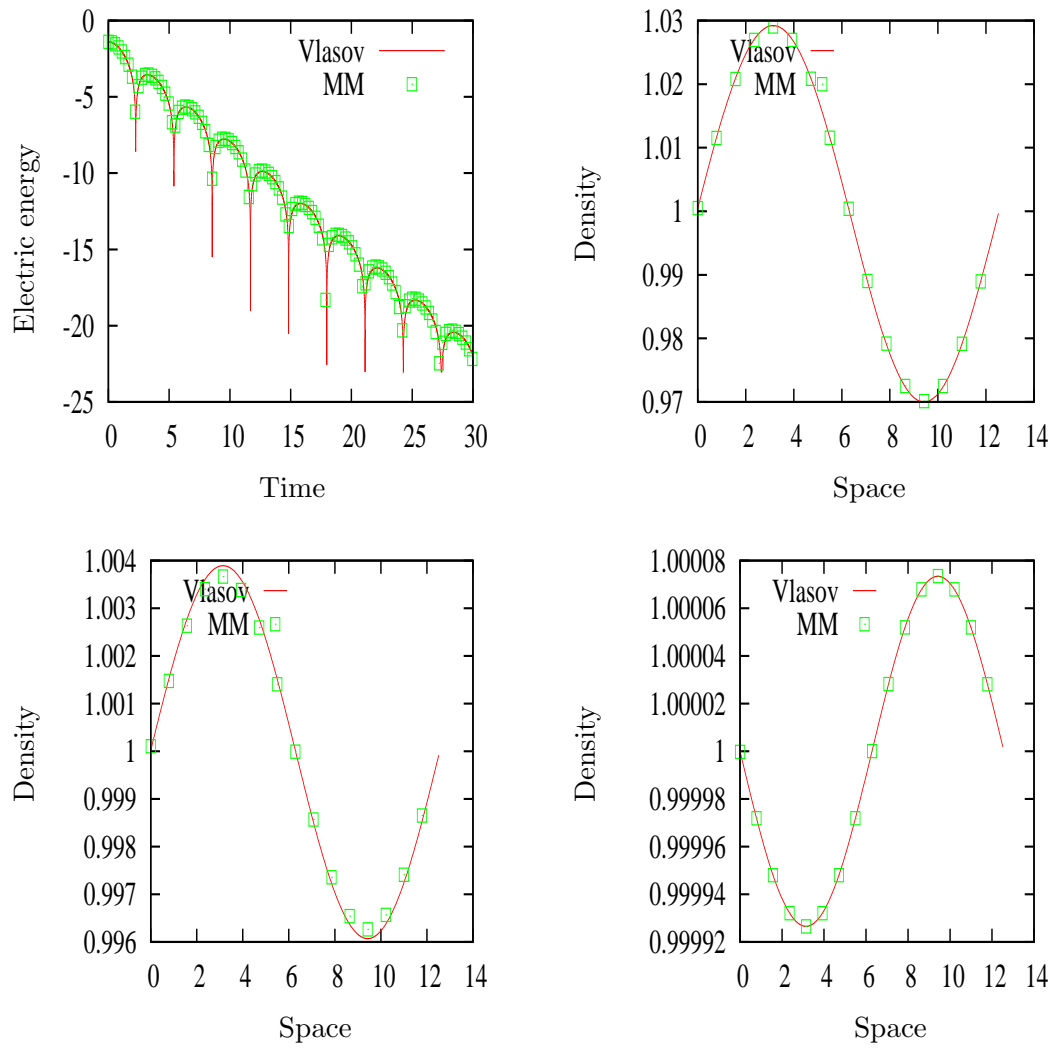 0
-5
-10
-15
-20
-25
Electric energy
0 5 10 15 20 25 30
Time
Vlasov
MM
1.03
1.02
1.03
1
0.99
0.98
0.97
Density
0 2 4 6 8 10 12 14
Space
Vlasov
MM
1.004
1.003
1.002
1.001
1
0.999
0.998
0.997
0.996
Density
0 2 4 6 8 10 12 14
Space
Vlasov
MM
1.00008
1.00006
1.00004
1.00002
1
0.99998
0.99996
0.99994
0.99992
Density
0 2 4 6 8 10 12 14
Space
Vlasov
MM